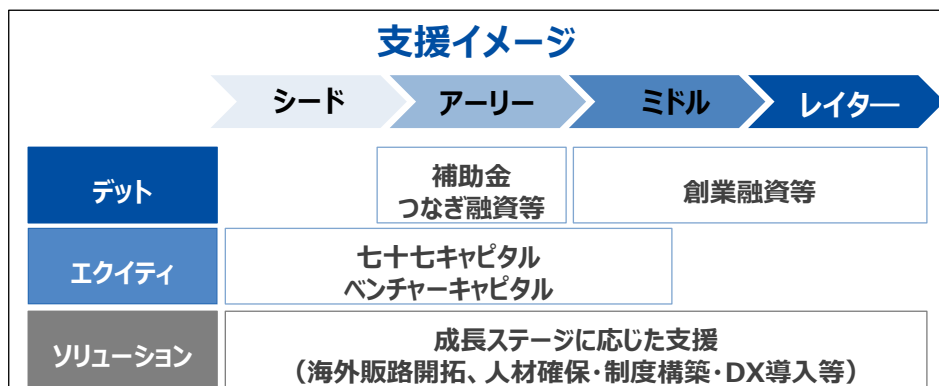 支援イメージ
シード
アーリー
ミドル
レイター
デット
補助金
つなぎ融資等
創業融資等
エクイティ
七十七キャピタル
ベンチャーキャピタル
ソリューション
成長ステージに応じた支援
（海外販路開拓、人材確保・制度構築・DX導入等）